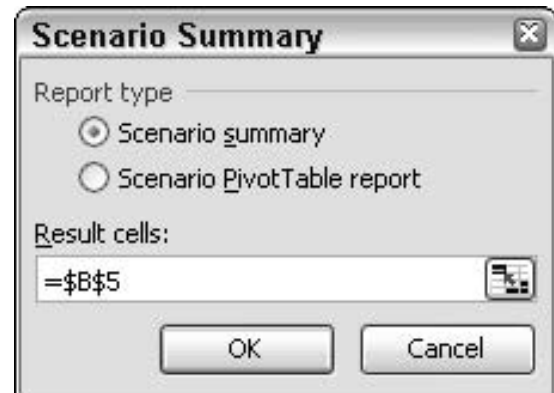 Scenario Summary
Report type
Scenario summary
Scenario PivotTable report
Result cells:
=$B$5
OK Cancel